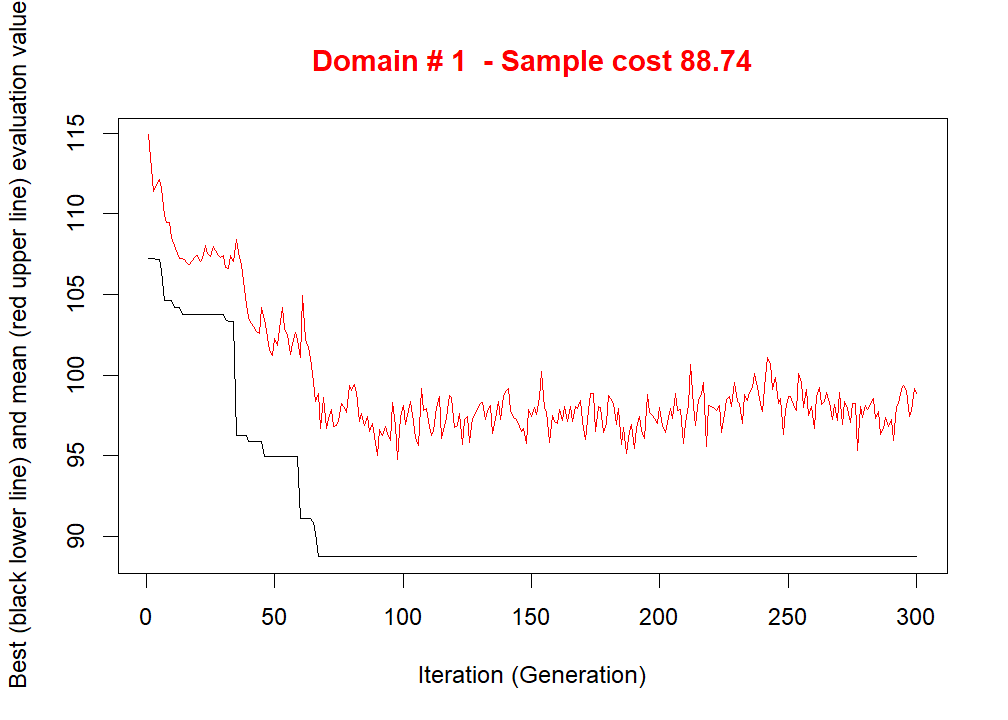 Domain # 1  - Sample cost 88.74
Best (black lower line) and mean (red upper line) evaluation value
115
110
105
100
95
90
0 50 100 150 200 250 300
Iteration (Generation)